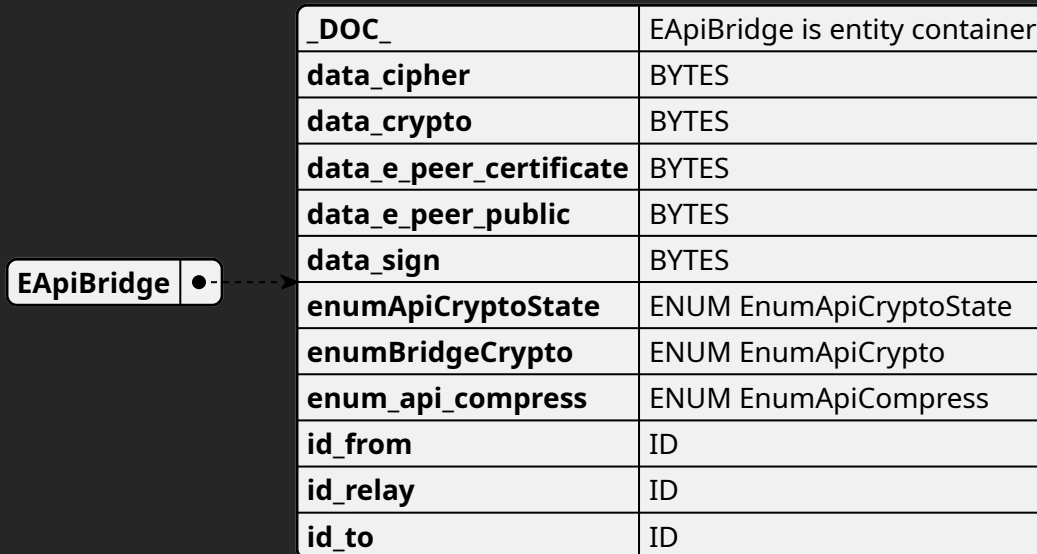 _DOC_ EApiBridge is entity container
data_cipher BYTES
data_crypto BYTES
data_e_peer_certificate BYTES
data_e_peer_public BYTES
data_sign BYTES
EApiBridge
enumApiCryptoState ENUM EnumApiCryptoState
enumBridgeCrypto ENUM EnumApiCrypto
enum_api_compress ENUM EnumApiCompress
id_from ID
id_relay ID
id_to ID